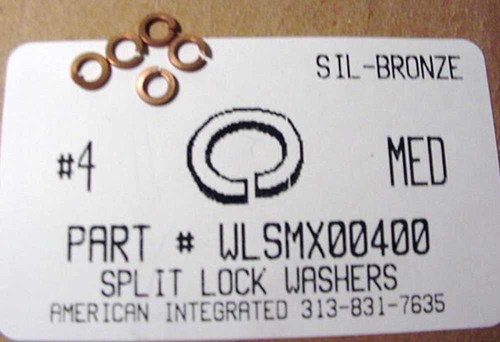 SIL-BRONZE
#4 MED
PART # WLSMX00400
SPLIT LOCK WASHERS
AMERICAN INTEGRATED 313-831-7635